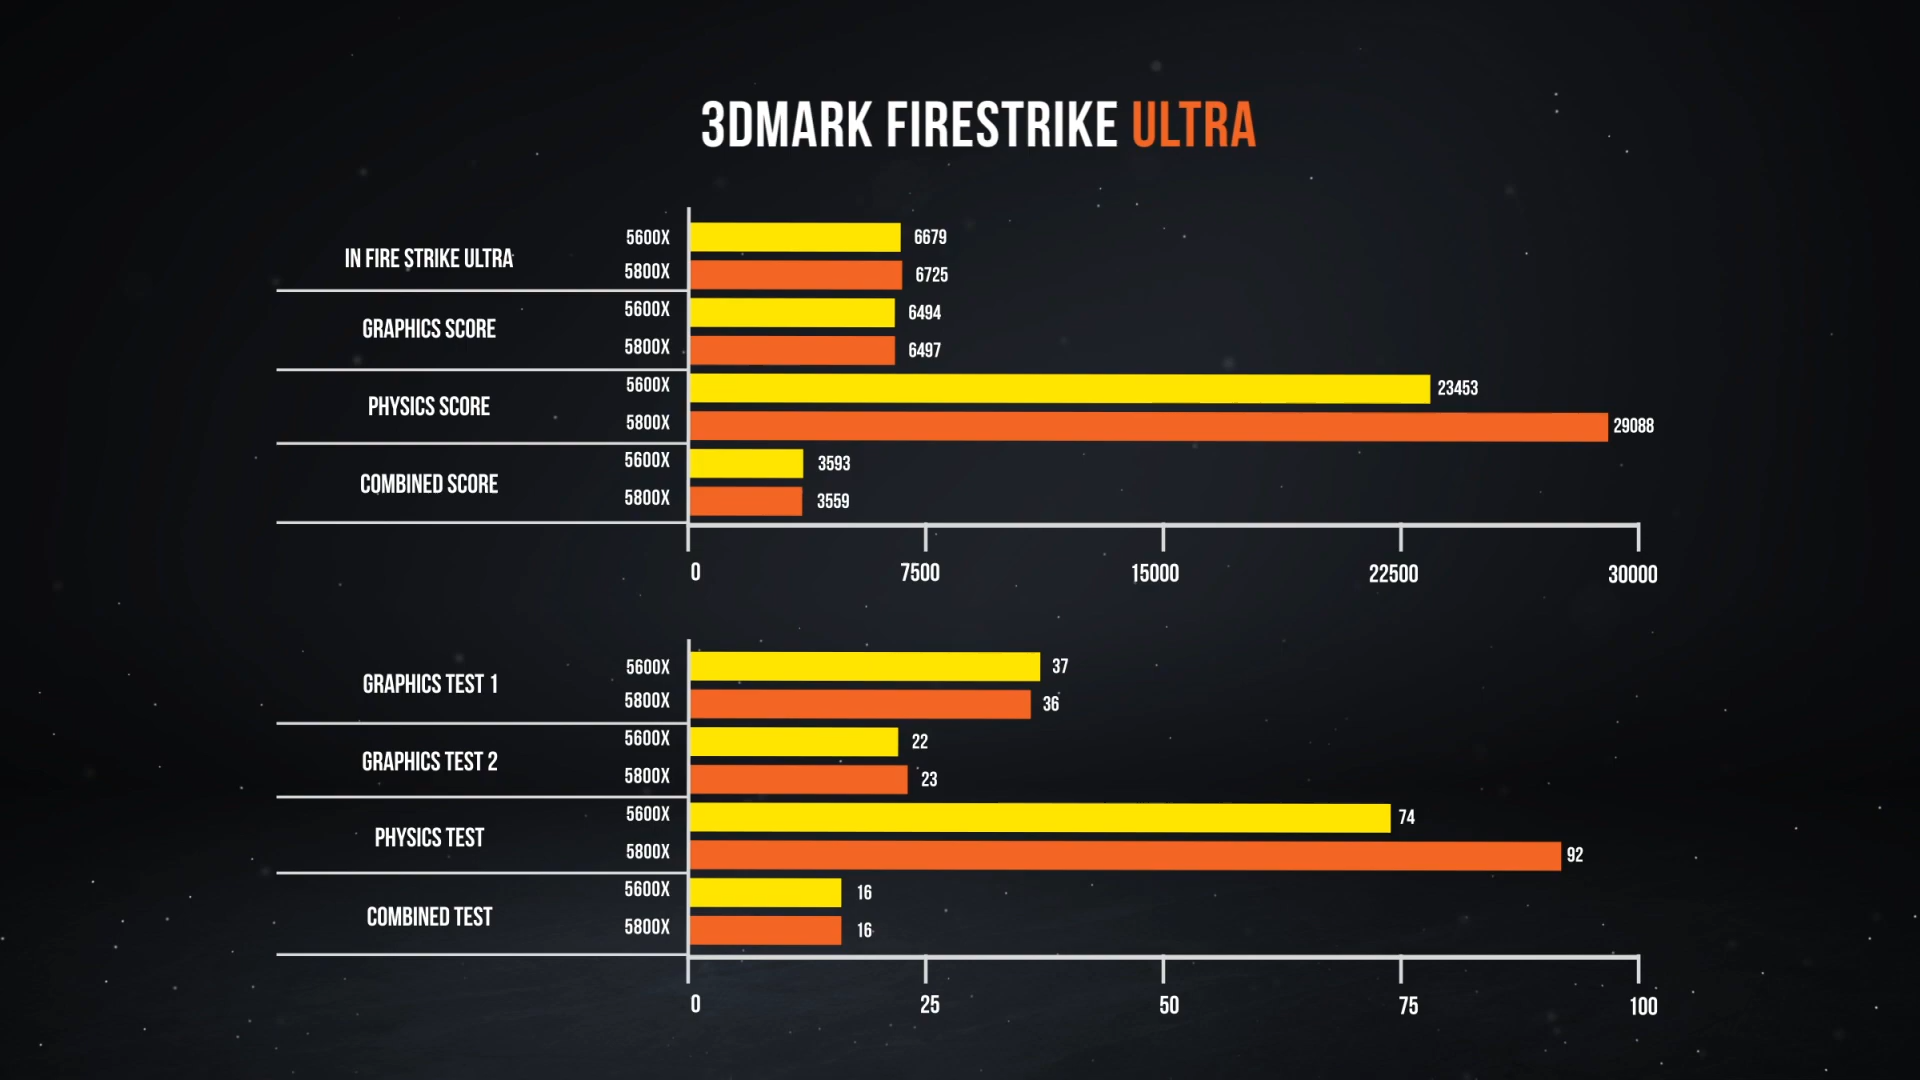 3DMARK FIRESTRIKE ULTRA
IN FIRE STRIKE ULTRA
5600X 6679
5800X 6725
GRAPHICS SCORE
5600X 6494
5800X 6497
PHYSICS SCORE
5600X 23453
5800X 29088
COMBINED SCORE
5600X 3593
5800X 3559
0 7500 15000 22500 30000
GRAPHICS TEST 1
5600X 37
5800X 36
GRAPHICS TEST 2
5600X 22
5800X 23
PHYSICS TEST
5600X 74
5800X 92
COMBINED TEST
5600X 16
5800X 16
0 25 50 75 100